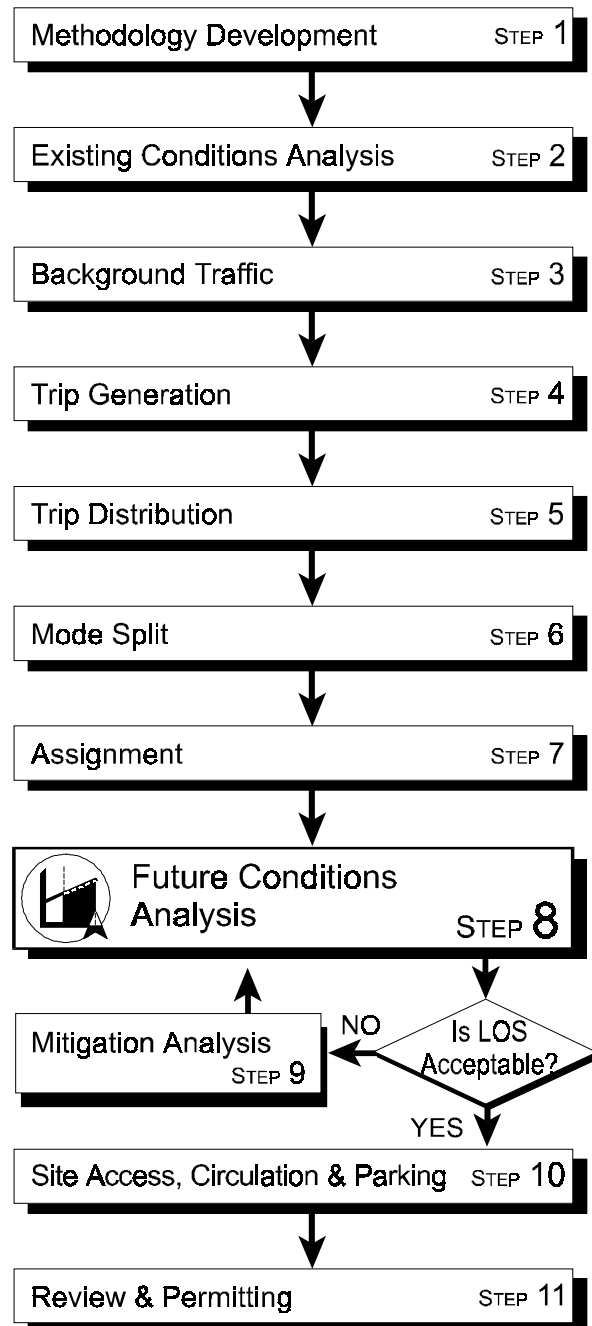 Methodology Development STEP 1
Existing Conditions Analysis STEP 2
Background Traffic STEP 3
Trip Generation STEP 4
Trip Distribution STEP 5
Mode Split STEP 6
Assignment STEP 7
Future Conditions
Analysis STEP 8
Is LOS
Acceptable?
NO
Mitigation Analysis
STEP 9
YES
Site Access, Circulation & Parking STEP 10
Review & Permitting STEP 11